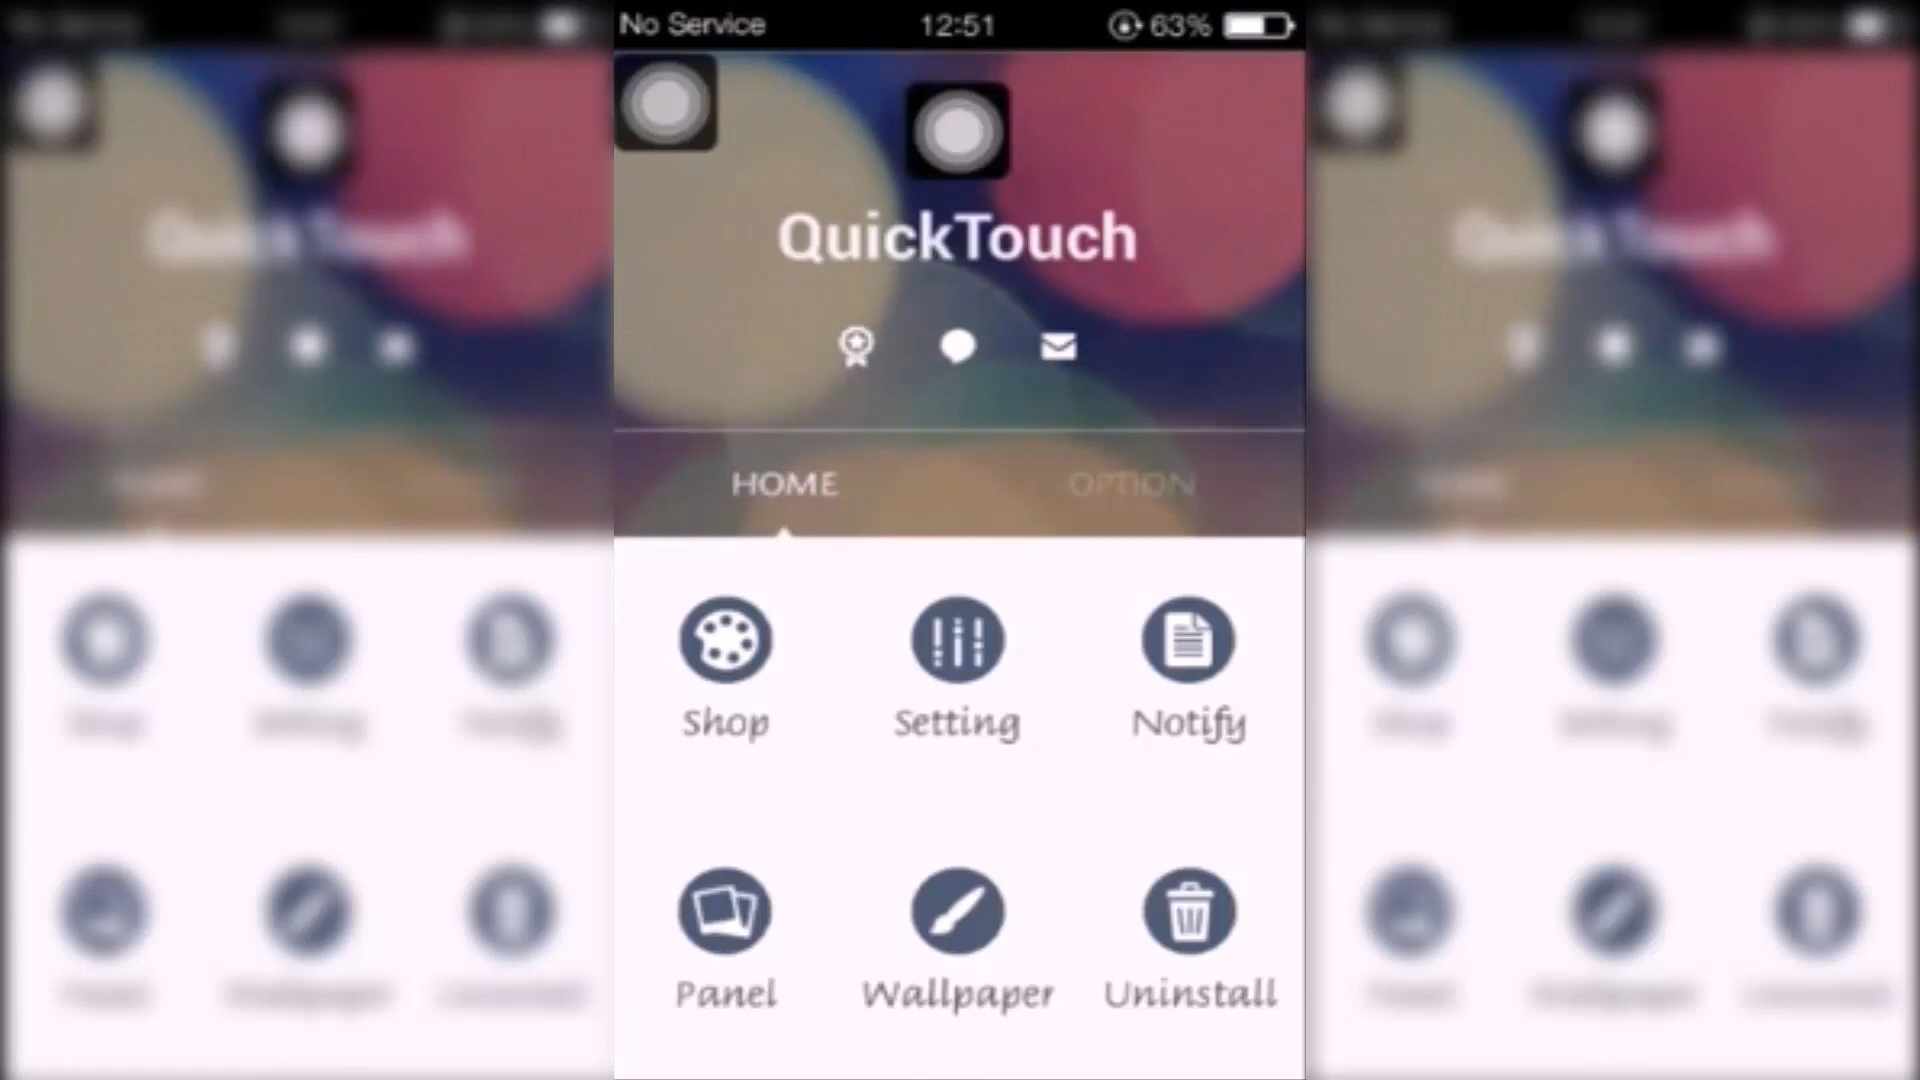 No Service 12:51 63%
QuickTouch
HOME OPTION
Shop Setting Notify
Panel Wallpaper Uninstall